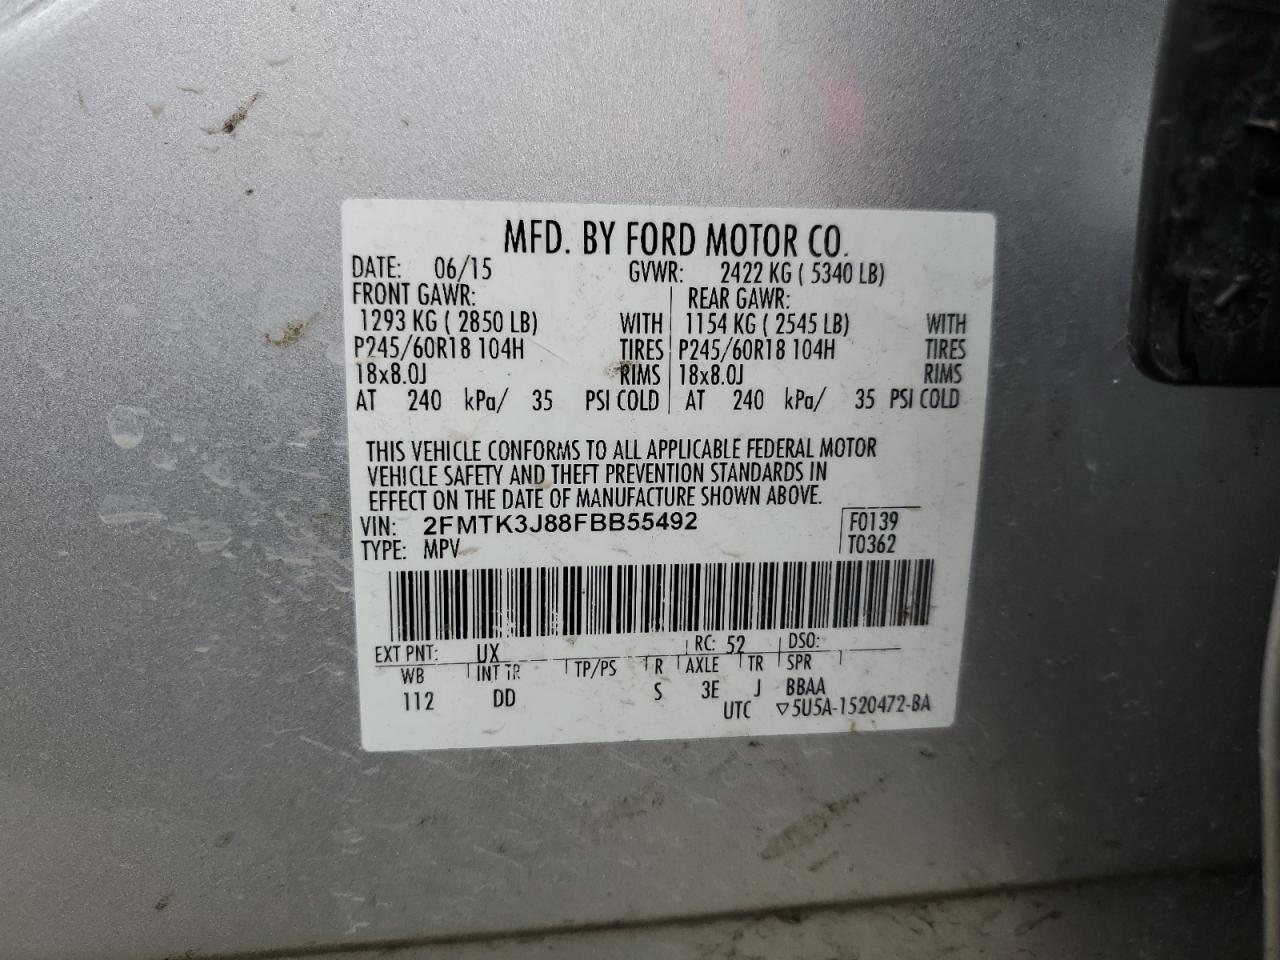 MFD. BY FORD MOTOR CO.
DATE: 06/15 GVWR: 2422 KG ( 5340 LB)
FRONT GAWR: REAR GAWR:
1293 KG ( 2850 LB) WITH 1154 KG ( 2545 LB) WITH
P245/60R18 104H TIRES P245/60R18 104H TIRES
18x8.0J RIMS 18x8.0J RIMS
AT 240 kPa/ 35 PSI COLD AT 240 kPa/ 35 PSI COLD
THIS VEHICLE CONFORMS TO ALL APPLICABLE FEDERAL MOTOR
VEHICLE SAFETY AND THEFT PREVENTION STANDARDS IN
EFFECT ON THE DATE OF MANUFACTURE SHOWN ABOVE.
VIN: 2FMTK3J88FBB55492 F0139
TYPE: MPV T0362
EXT PNT: UX RC: 52 DSO:
WB INT TR TP/PS R AXLE TR SPR
112 DD S 3E J BBAA
UTC ▽5U5A-1520472-BA